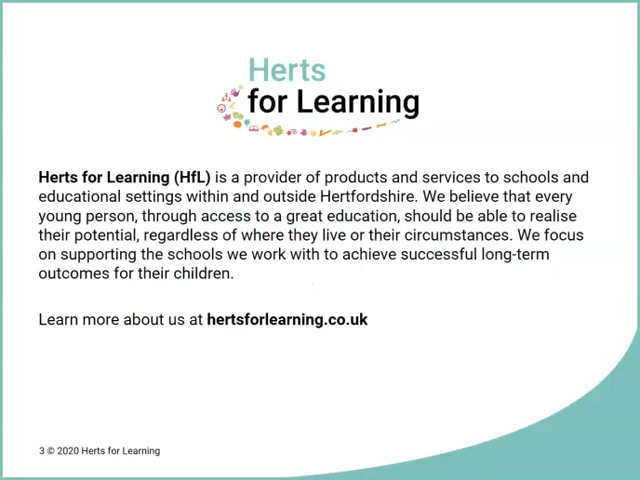 Herts
for Learning
Herts for Learning (HfL) is a provider of products and services to schools and
educational settings within and outside Hertfordshire. We believe that every
young person, through access to a great education, should be able to realise
their potential, regardless of where they live or their circumstances. We focus
on supporting the schools we work with to achieve successful long-term
outcomes for their children.
Learn more about us at hertsforlearning.co.uk
3 © 2020 Herts for Learning